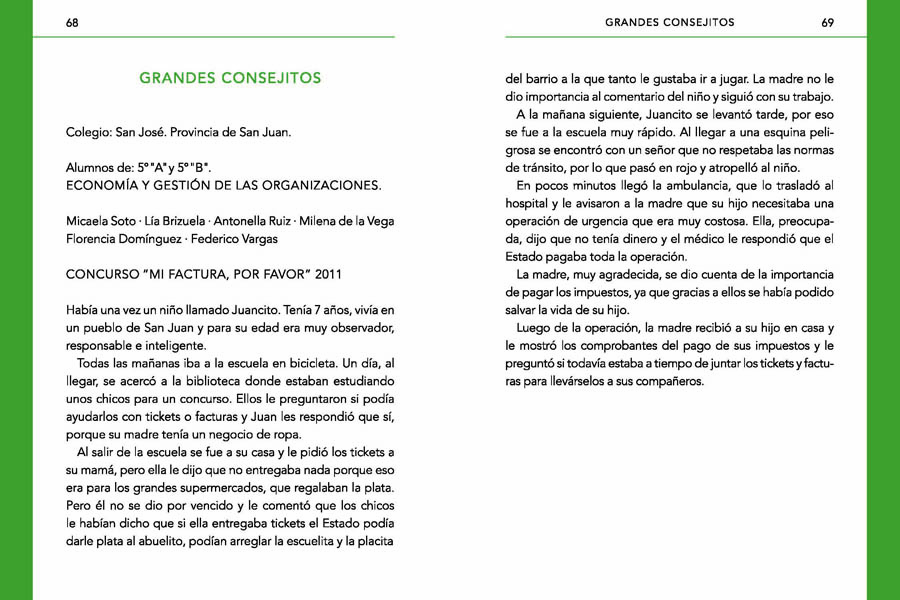 68
GRANDES CONSEJITOS
Colegio: San José. Provincia de San Juan.
Alumnos de: 5º "A" y 5º "B".
ECONOMÍA Y GESTIÓN DE LAS ORGANIZACIONES.
Micaela Soto · Lía Brizuela · Antonella Ruiz · Milena de la Vega
Florencia Domínguez · Federico Vargas
CONCURSO "MI FACTURA, POR FAVOR" 2011
Había una vez un niño llamado Juancito. Tenía 7 años, vivía en
un pueblo de San Juan y para su edad era muy observador,
responsable e inteligente.
Todas las mañanas iba a la escuela en bicicleta. Un día, al
llegar, se acercó a la biblioteca donde estaban estudiando
unos chicos para un concurso. Ellos le preguntaron si podía
ayudarlos con tickets o facturas y Juan les respondió que sí,
porque su madre tenía un negocio de ropa.
Al salir de la escuela se fue a su casa y le pidió los tickets a
su mamá, pero ella le dijo que no entregaba nada porque eso
era para los grandes supermercados, que regalaban la plata.
Pero él no se dio por vencido y le comentó que los chicos
le habían dicho que si ella entregaba tickets el Estado podía
darle plata al abuelito, podían arreglar la escuelita y la placita
GRANDES CONSEJITOS
69
del barrio a la que tanto le gustaba ir a jugar. La madre no le
dio importancia al comentario del niño y siguió con su trabajo.
A la mañana siguiente, Juancito se levantó tarde, por eso
se fue a la escuela muy rápido. Al llegar a una esquina peli-
grosa se encontró con un señor que no respetaba las normas
de tránsito, por lo que pasó en rojo y atropelló al niño.
En pocos minutos llegó la ambulancia, que lo trasladó al
hospital y le avisaron a la madre que su hijo necesitaba una
operación de urgencia que era muy costosa. Ella, preocupa-
da, dijo que no tenía dinero y el médico le respondió que el
Estado pagaba toda la operación.
La madre, muy agradecida, se dio cuenta de la importancia
de pagar los impuestos, ya que gracias a ellos se había podido
salvar la vida de su hijo.
Luego de la operación, la madre recibió a su hijo en casa y
le mostró los comprobantes del pago de sus impuestos y le
preguntó si todavía estaba a tiempo de juntar los tickets y factu-
ras para llevárselos a sus compañeros.